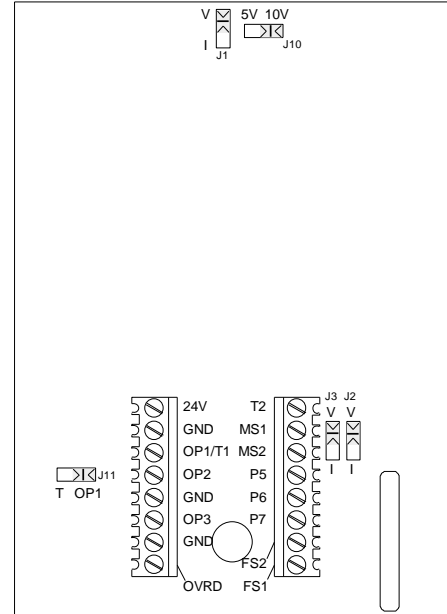 V 5V 10V
I J1 J10
J3 J2
24V T2 V V
GND MS1
OP1/T1 MS2
I I
J11 OP2 P5
T OP1 GND P6
OP3 P7
GND
FS2
OVRD FS1